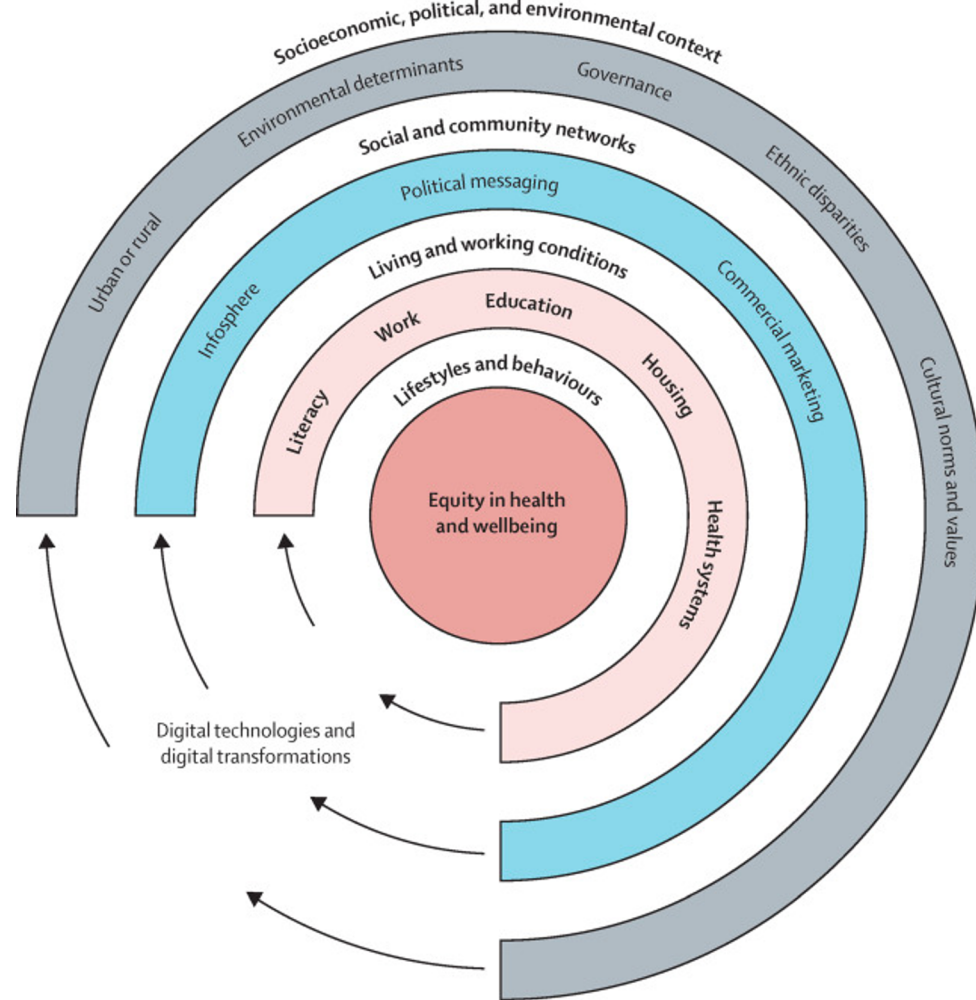 Socioeconomic, political, and environmental context
Environmental determinants
Governance
Urban or rural
Ethnic disparities
Cultural norms and values
Social and community networks
Political messaging
Infosphere
Commercial marketing
Living and working conditions
Literacy
Work
Education
Housing
Health systems
Lifestyles and behaviours
Equity in health
and wellbeing
Digital technologies and
digital transformations